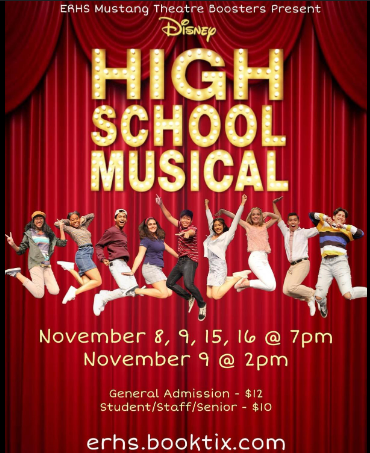 ERHS Mustang Theatre Boosters Present
Disney
HIGH
SCHOOL
MUSICAL
November 8, 9, 15, 16 @ 7pm
November 9 @ 2pm
General Admission - $12
Student/Staff/Senior - $10
erhs.booktix.com